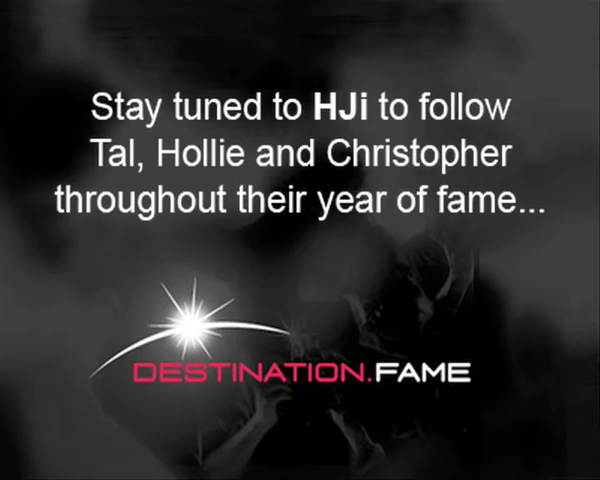 Stay tuned to HJi to follow
Tal, Hollie and Christopher
throughout their year of fame...
DESTINATION.FAME